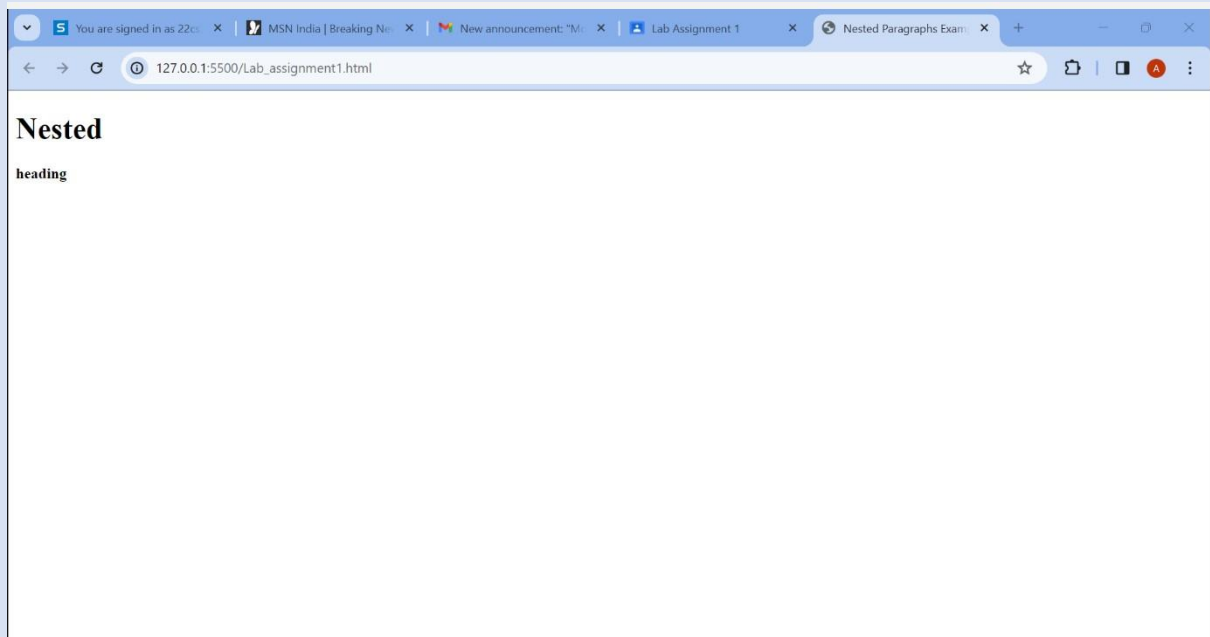 S You are signed in as 22cs
MSN India | Breaking Ne
New announcement: "M
Lab Assignment 1
Nested Paragraphs Exam
127.0.0.1:5500/Lab_assignment1.html
A
Nested
heading